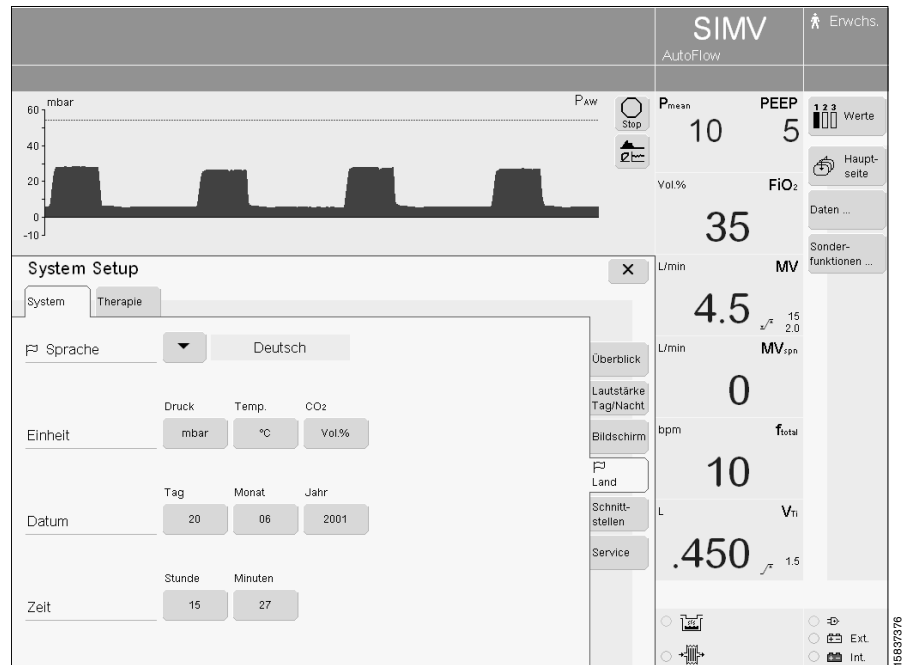 SIMV
AutoFlow
Erwchs.
mbar
PAW
60
40
20
0
-10
Stop
Pmean PEEP
10 5
Vol.% FiO2
35
L/min MV
4.5 15
2.0
L/min MVspn
0
bpm ftotal
10
L VTi
.450 1.5
1 2 3
Werte
Haupt-
seite
Daten ...
Sonder-
funktionen ...
System Setup
System Therapie
Sprache Deutsch
Druck Temp. CO2
Einheit mbar °C Vol.%
Tag Monat Jahr
Datum 20 06 2001
Stunde Minuten
Zeit 15 27
Überblick
Lautstärke
Tag/Nacht
Bildschirm
Land
Schnitt-
stellen
Service
Ext.
Int.
15837376